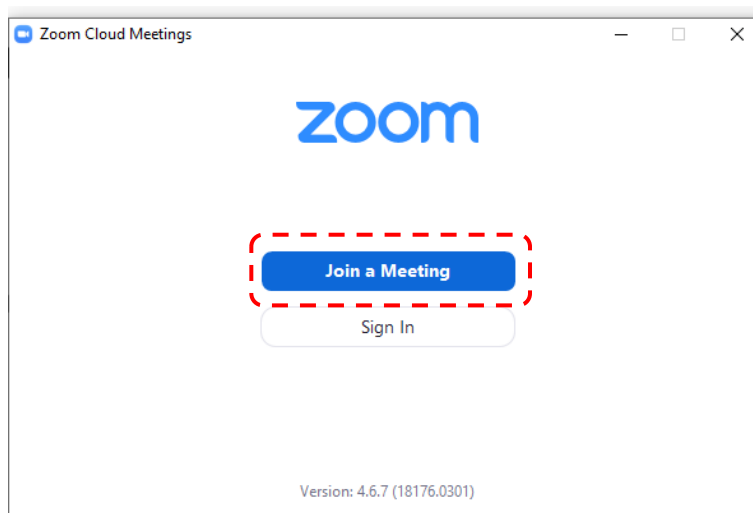 Zoom Cloud Meetings
zoom
Join a Meeting
Sign In
Version: 4.6.7 (18176.0301)